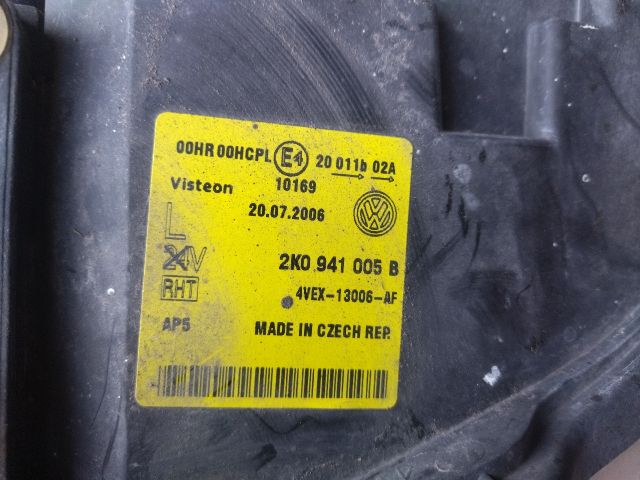 00HR 00HCPL E4 20 011b 02A
Visteon 10169
20.07.2006
L
24V 2K0 941 005 B
RHT 4VEX-13006-AF
AP5 MADE IN CZECH REP.